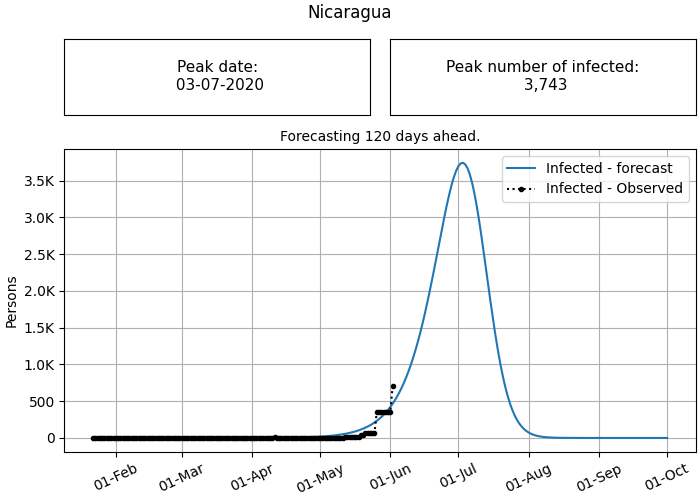 Nicaragua
Peak date:
03-07-2020
Peak number of infected:
3,743
Forecasting 120 days ahead.
Infected - forecast
Infected - Observed
Persons
3.5K
3.0K
2.5K
2.0K
1.5K
1.0K
500
0
01-Feb
01-Mar
01-Apr
01-May
01-Jun
01-Jul
01-Aug
01-Sep
01-Oct